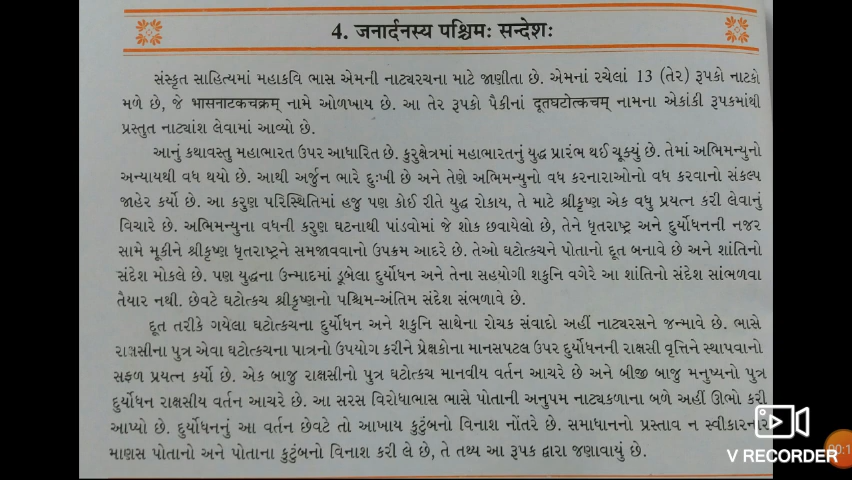 4. જનાર્દનસ્ય પશ્ચિમઃ સન્દેશઃ
સંસ્કૃત સાહિત્યમાં મહાકવિ ભાસ એમની નાટ્યરચના માટે જાણીતા છે. એમનાં રચેલાં 13 (તેર) રૂપકો નાટકો
મળે છે, જે भासनाटकचक्रम् નામે ઓળખાય છે. આ તેર રૂપકો પૈકીનાં दूतघटोत्कचम् નામના એકાંકી રૂપકમાંથી
પ્રસ્તુત નાટ્યાંશ લેવામાં આવ્યો છે.
આનું કથાવસ્તુ મહાભારત ઉપર આધારિત છે. કુરુક્ષેત્રમાં મહાભારતનું યુદ્ધ પ્રારંભ થઈ ચૂક્યું છે. તેમાં અભિમન્યુનો
અન્યાયથી વધ થયો છે. આથી અર્જુન ભારે દુઃખી છે અને તેણે અભિમન્યુનો વધ કરનારાઓનો વધ કરવાનો સંકલ્પ
જાહેર કર્યો છે. આ કરુણ પરિસ્થિતિમાં હજુ પણ કોઈ રીતે યુદ્ધ રોકાય, તે માટે શ્રીકૃષ્ણ એક વધુ પ્રયત્ન કરી લેવાનું
વિચારે છે. અભિમન્યુના વધની કરુણ ઘટનાથી પાંડવોમાં જે શોક છવાયેલો છે, તેને ધૃતરાષ્ટ્ર અને દુર્યોધનની નજર
સામે મૂકીને શ્રીકૃષ્ણ ધૃતરાષ્ટ્રને સમજાવવાનો ઉપક્રમ આદરે છે. તેઓ ઘટોત્કચને પોતાનો દૂત બનાવે છે અને શાંતિનો
સંદેશ મોકલે છે. પણ યુદ્ધના ઉન્માદમાં ડૂબેલા દુર્યોધન અને તેના સહયોગી શકુનિ વગેરે આ શાંતિનો સંદેશ સાંભળવા
તૈયાર નથી. છેવટે ઘટોત્કચ શ્રીકૃષ્ણનો પશ્ચિમ-અંતિમ સંદેશ સંભળાવે છે.
દૂત તરીકે ગયેલા ઘટોત્કચના દુર્યોધન અને શકુનિ સાથેના રોચક સંવાદો અહીં નાટ્યરસને જન્માવે છે. ભાસે
રાક્ષસીના પુત્ર એવા ઘટોત્કચના પાત્રનો ઉપયોગ કરીને પ્રેક્ષકોના માનસપટલ ઉપર દુર્યોધનની રાક્ષસી વૃત્તિને સ્થાપવાનો
સફળ પ્રયત્ન કર્યો છે. એક બાજુ રાક્ષસીનો પુત્ર ઘટોત્કચ માનવીય વર્તન આચરે છે અને બીજી બાજુ મનુષ્યનો પુત્ર
દુર્યોધન રાક્ષસીય વર્તન આચરે છે. આ સરસ વિરોધાભાસ ભાસે પોતાની અનુપમ નાટ્યકળાના બળે અહીં ઊભો કરી
આપ્યો છે. દુર્યોધનનું આ વર્તન છેવટે તો આખાય કુટુંબનો વિનાશ નોંતરે છે. સમાધાનનો પ્રસ્તાવ ન સ્વીકારનાર
માણસ પોતાનો અને પોતાના કુટુંબનો વિનાશ કરી લે છે, તે તથ્ય આ રૂપક દ્વારા જણાવાયું છે.
V RECORDER